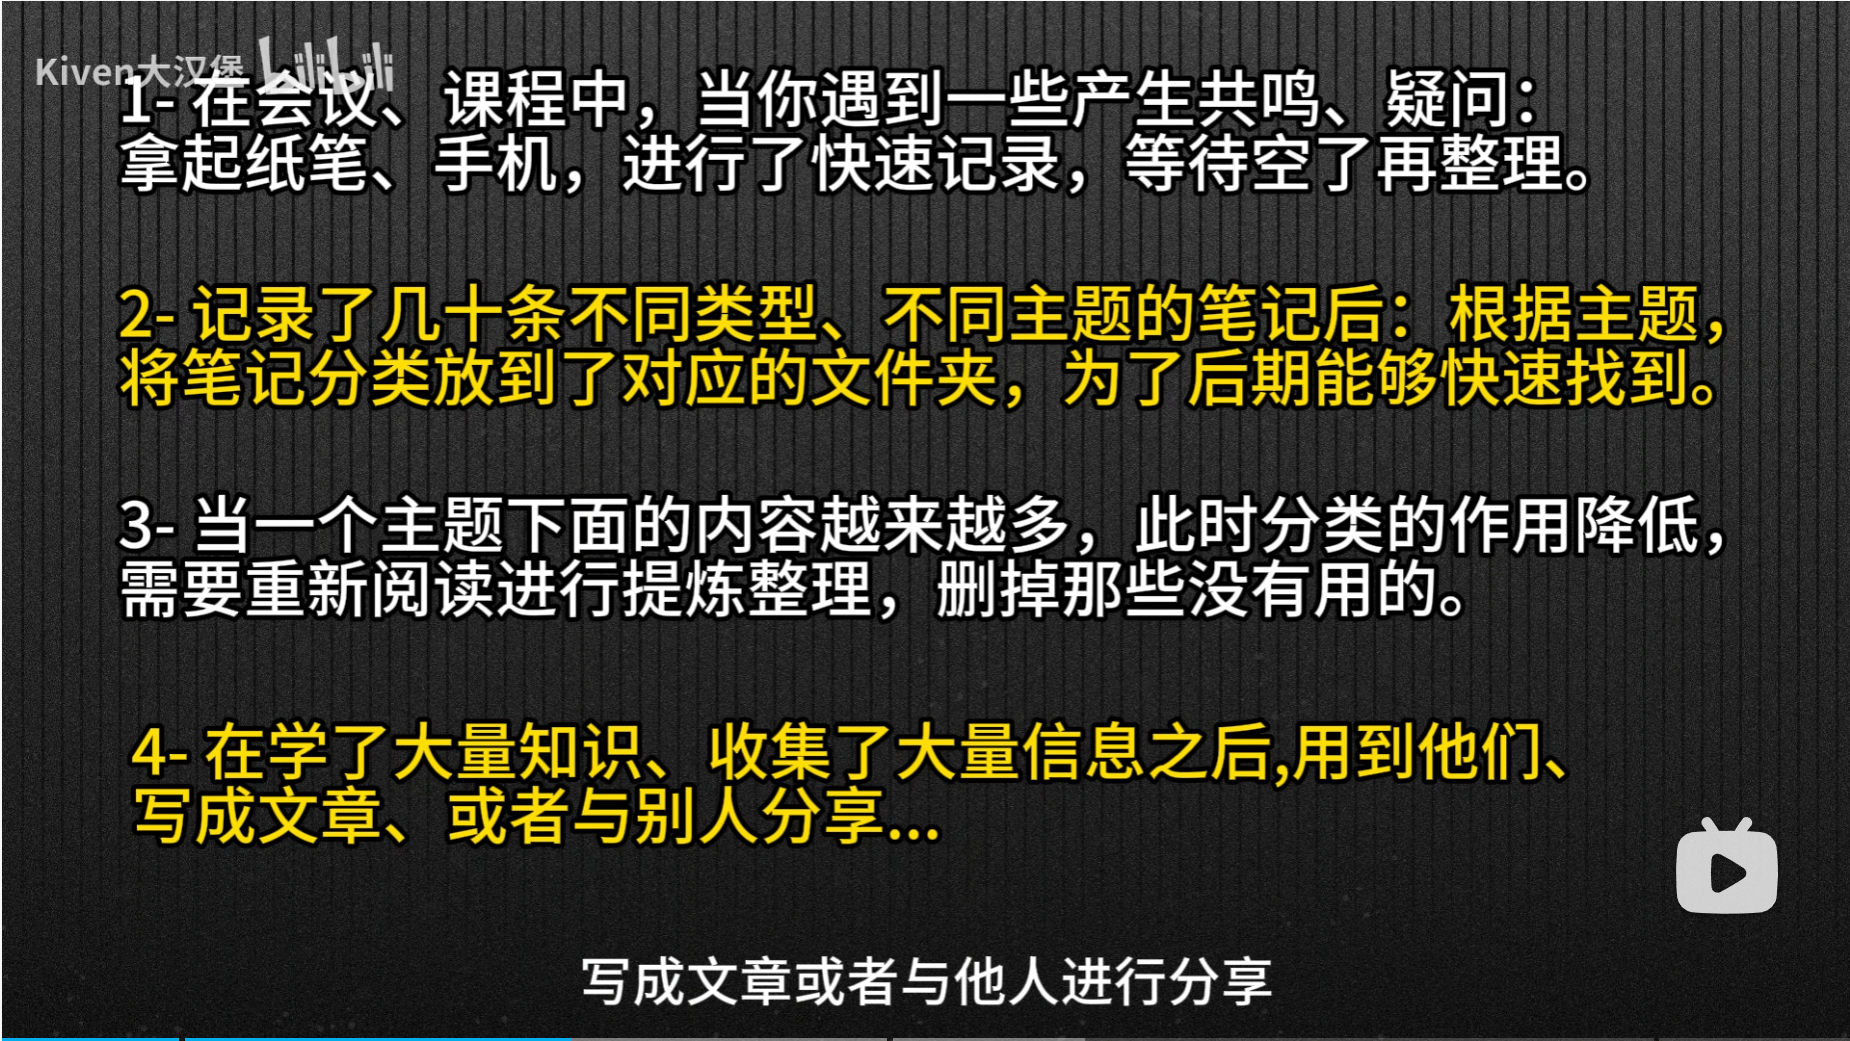 Kiven大汉堡 bilibili
1- 在会议、课程中，当你遇到一些产生共鸣、疑问：
拿起纸笔、手机，进行了快速记录，等待空了再整理。
2- 记录了几十条不同类型、不同主题的笔记后：根据主题，
将笔记分类放到了对应的文件夹，为了后期能够快速找到。
3- 当一个主题下面的内容越来越多，此时分类的作用降低，
需要重新阅读进行提炼整理，删掉那些没有用的。
4- 在学了大量知识、收集了大量信息之后,用到他们、
写成文章、或者与别人分享...
写成文章或者与他人进行分享